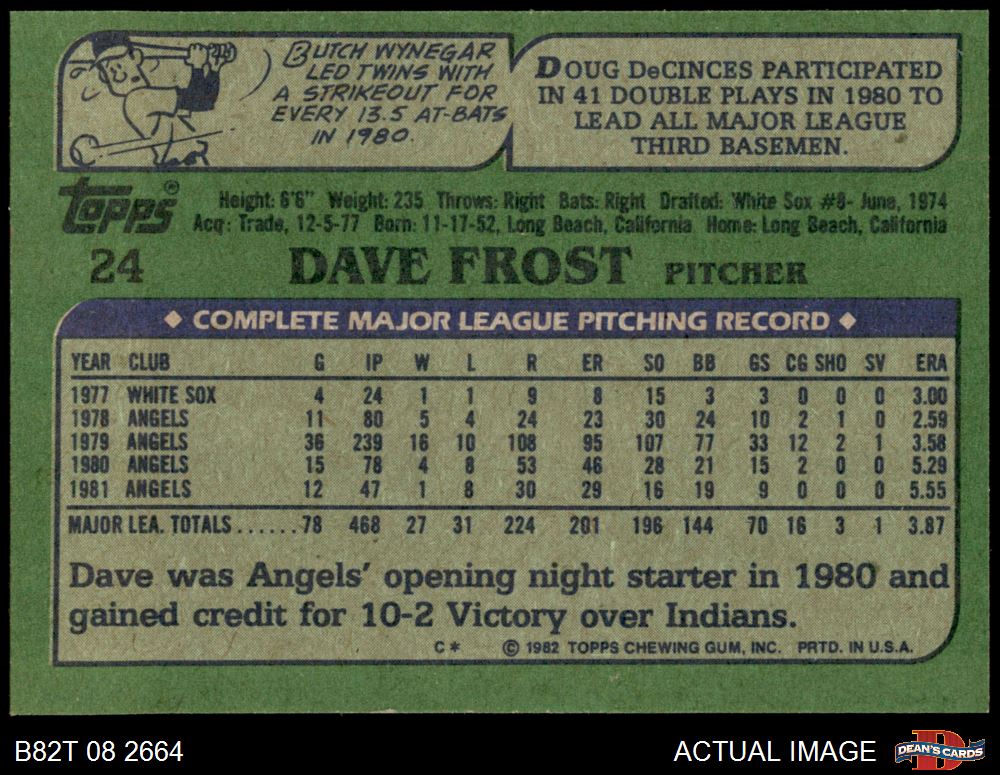 BUTCH WYNEGAR
LED TWINS WITH
A STRIKEOUT FOR
EVERY 13.5 AT-BATS
IN 1980.
DOUG DeCINCES PARTICIPATED
IN 41 DOUBLE PLAYS IN 1980 TO
LEAD ALL MAJOR LEAGUE
THIRD BASEMEN.
Topps®
Height: 6'6" Weight: 235 Throws: Right Bats: Right Drafted: White Sox #8- June, 1974
Acq: Trade, 12-5-77 Born: 11-17-52, Long Beach, California Home: Long Beach, California
24 DAVE FROST PITCHER
◆ COMPLETE MAJOR LEAGUE PITCHING RECORD ◆
YEAR CLUB G IP W L R ER SO BB GS CG SHO SV ERA
1977 WHITE SOX 4 24 1 1 9 8 15 3 3 0 0 0 3.00
1978 ANGELS 11 80 5 4 24 23 30 24 10 2 1 0 2.59
1979 ANGELS 36 239 16 10 108 95 107 77 33 12 2 1 3.58
1980 ANGELS 15 78 4 8 53 46 28 21 15 2 0 0 5.29
1981 ANGELS 12 47 1 8 30 29 16 19 9 0 0 0 5.55
MAJOR LEA. TOTALS......78 468 27 31 224 201 196 144 70 16 3 1 3.87
Dave was Angels' opening night starter in 1980 and
gained credit for 10-2 Victory over Indians.
C* © 1982 TOPPS CHEWING GUM, INC. PRTD. IN U.S.A.
B82T 08 2664 ACTUAL IMAGE DEAN'S CARDS